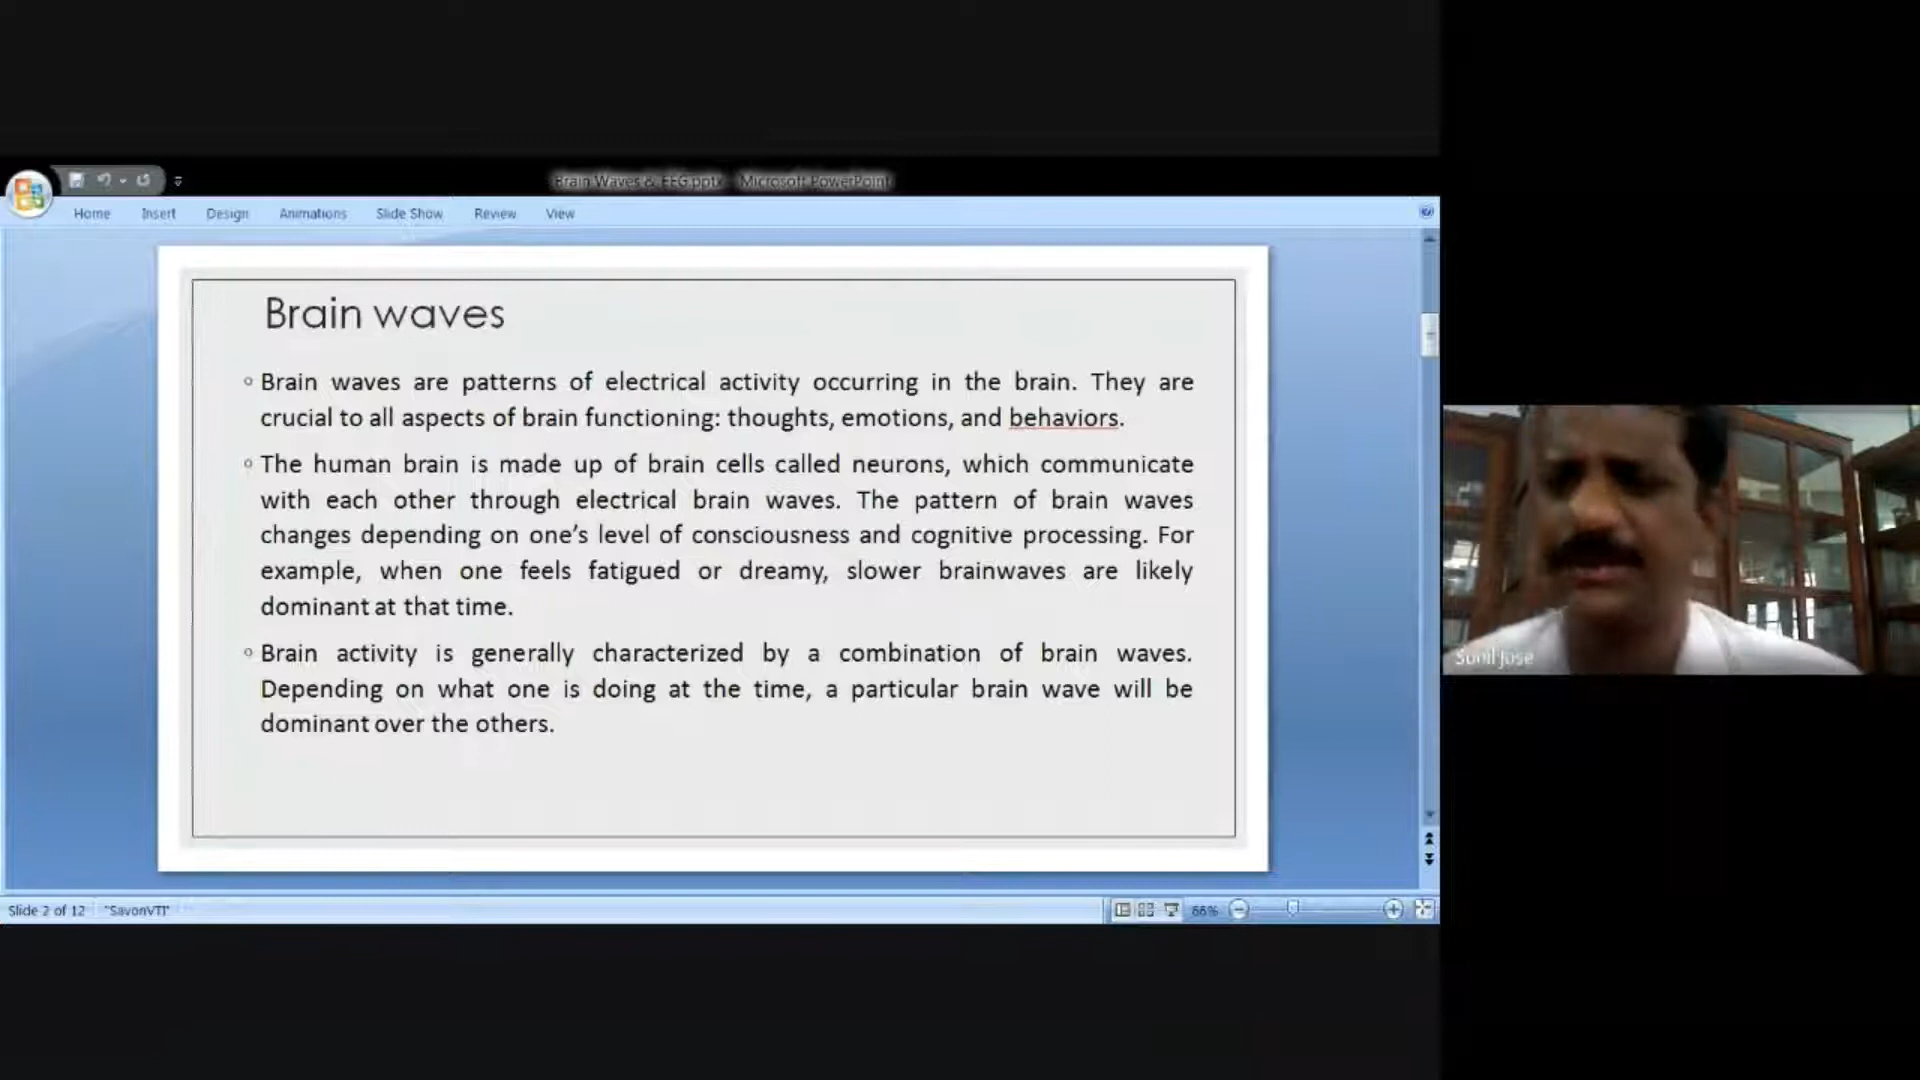 Brain Waves & EEG.pptx - Microsoft PowerPoint
Home Insert Design Animations Slide Show Review View
Brain waves
Brain waves are patterns of electrical activity occurring in the brain. They are
crucial to all aspects of brain functioning: thoughts, emotions, and behaviors.
The human brain is made up of brain cells called neurons, which communicate
with each other through electrical brain waves. The pattern of brain waves
changes depending on one’s level of consciousness and cognitive processing. For
example, when one feels fatigued or dreamy, slower brainwaves are likely
dominant at that time.
Brain activity is generally characterized by a combination of brain waves.
Depending on what one is doing at the time, a particular brain wave will be
dominant over the others.
Sunil Jose
Slide 2 of 12 "SavonVTI" 66%